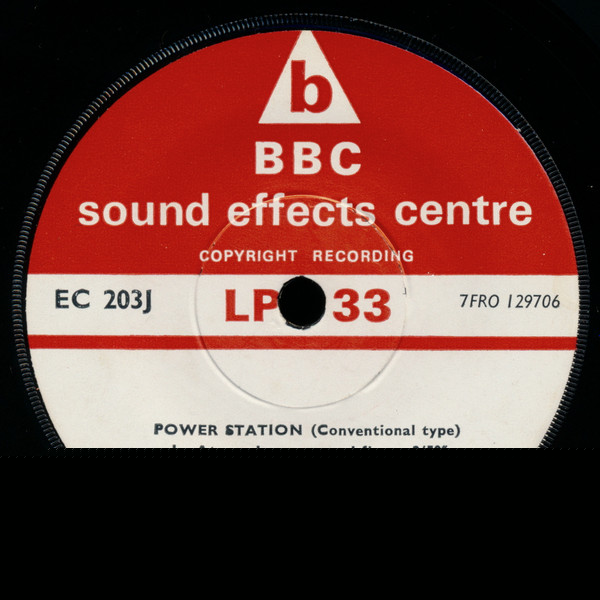 b
BBC
sound effects centre
COPYRIGHT RECORDING
EC 203J LP 33 7FRO 129706
POWER STATION (Conventional type)